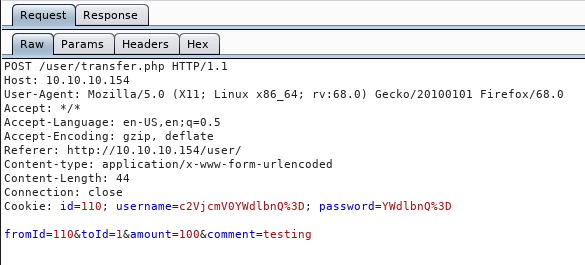 Request Response
Raw Params Headers Hex
POST /user/transfer.php HTTP/1.1
Host: 10.10.10.154
User-Agent: Mozilla/5.0 (X11; Linux x86_64; rv:68.0) Gecko/20100101 Firefox/68.0
Accept: */*
Accept-Language: en-US,en;q=0.5
Accept-Encoding: gzip, deflate
Referer: http://10.10.10.154/user/
Content-type: application/x-www-form-urlencoded
Content-Length: 44
Connection: close
Cookie: id=110; username=c2VjcmV0YWdlbnQ%3D; password=YWdlbnQ%3D
fromId=110&toId=1&amount=100&comment=testing